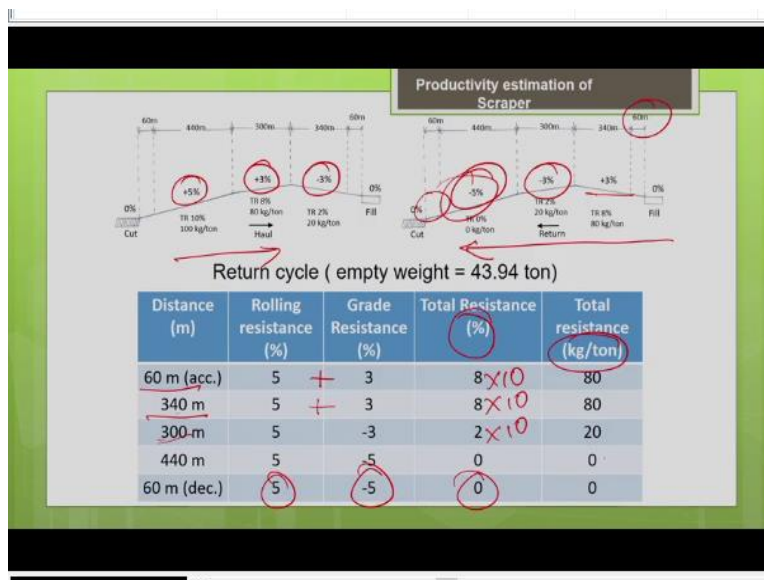 Productivity estimation of
Scraper
60m 440m 300m 340m 60m
+5% +3% -3%
0% 0%
TR 10% TR 8% TR 2%
100 kg/ton 80 kg/ton 20 kg/ton
Cut Haul Fill
60m 440m 300m 340m 60m
-5% -3% +3%
0% 0%
TR 0% TR 2% TR 8%
0 kg/ton 20 kg/ton 80 kg/ton
Cut Return Fill
Return cycle ( empty weight = 43.94 ton)
Distance (m) Rolling resistance (%) Grade Resistance (%) Total Resistance (%) Total resistance (kg/ton)
60 m (acc.) 5 + 3 8 X10 80
340 m 5 + 3 8 X10 80
300 m 5 -3 2 X10 20
440 m 5 -5 0 0
60 m (dec.) 5 -5 0 0